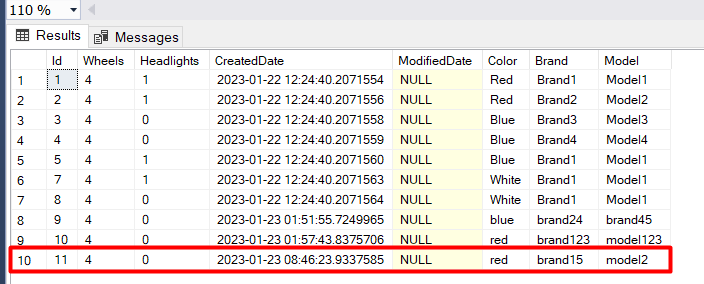 110 %
Results Messages
Id Wheels Headlights CreatedDate ModifiedDate Color Brand Model
1 1 4 1 2023-01-22 12:24:40.2071554 NULL Red Brand1 Model1
2 2 4 1 2023-01-22 12:24:40.2071556 NULL Red Brand2 Model2
3 3 4 0 2023-01-22 12:24:40.2071558 NULL Blue Brand3 Model3
4 4 4 0 2023-01-22 12:24:40.2071559 NULL Blue Brand4 Model4
5 5 4 1 2023-01-22 12:24:40.2071560 NULL Blue Brand1 Model1
6 7 4 1 2023-01-22 12:24:40.2071563 NULL White Brand1 Model1
7 8 4 0 2023-01-22 12:24:40.2071564 NULL White Brand1 Model1
8 9 4 0 2023-01-23 01:51:55.7249965 NULL blue brand24 brand45
9 10 4 0 2023-01-23 01:57:43.8375706 NULL red brand123 model123
10 11 4 0 2023-01-23 08:46:23.9337585 NULL red brand15 model2